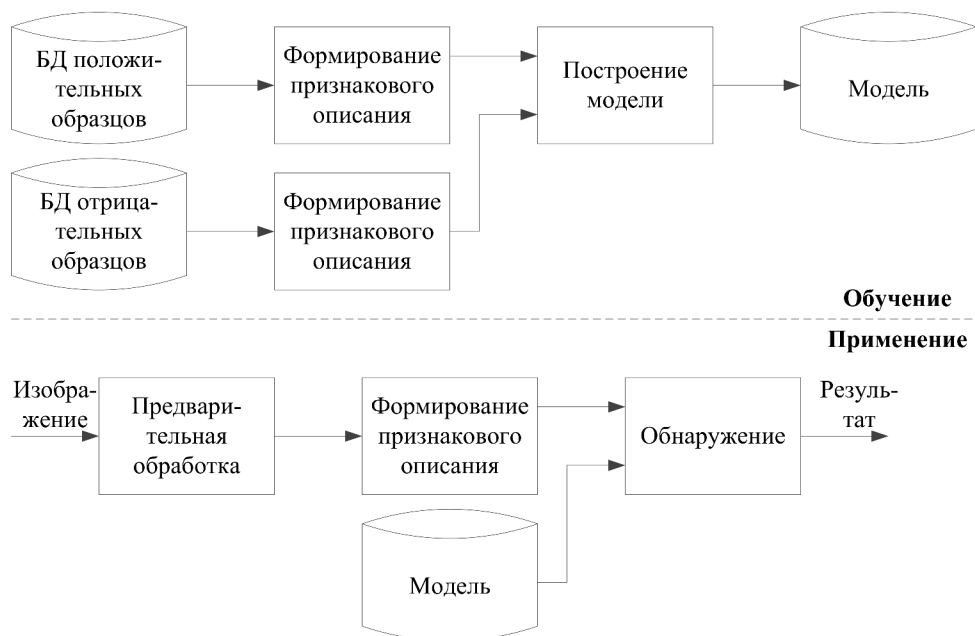 БД положи-
тельных
образцов
Формирование
признакового
описания
Построение
модели
Модель
БД отрица-
тельных
образцов
Формирование
признакового
описания
Обучение
Применение
Изобра-
жение
Предвари-
тельная
обработка
Формирование
признакового
описания
Обнаружение
Резуль-
тат
Модель